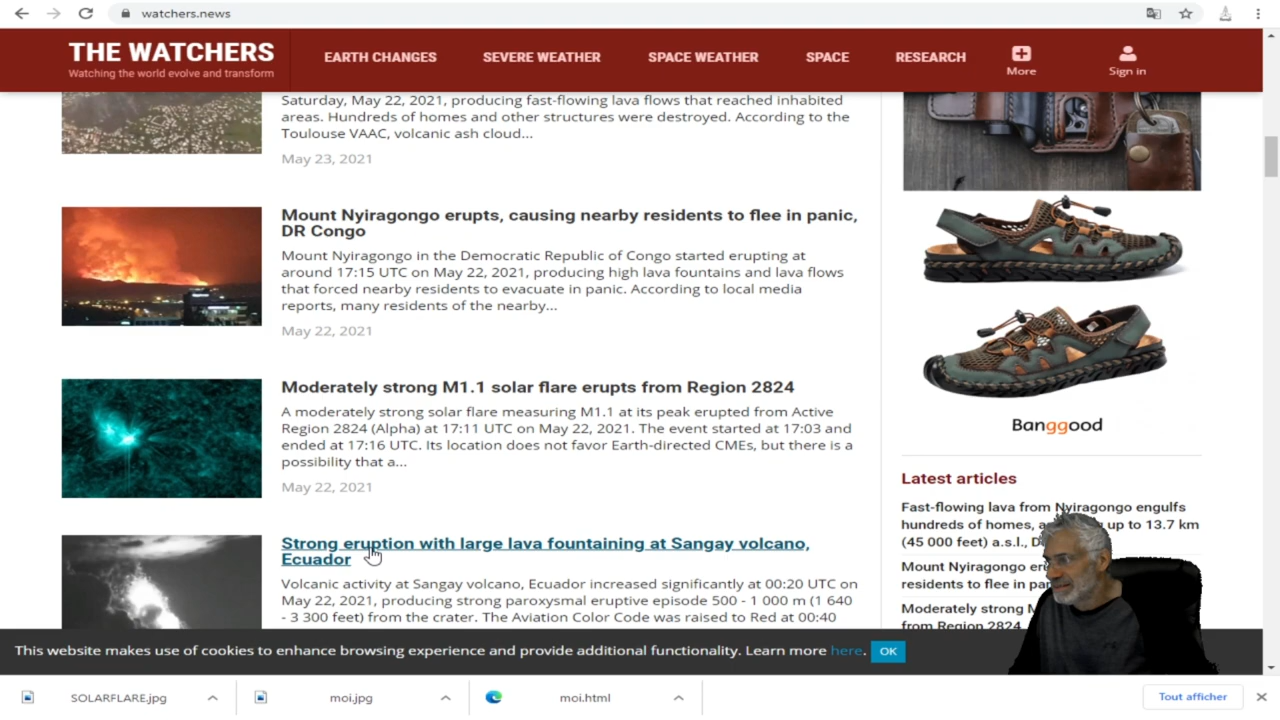 watchers.news
THE WATCHERS
Watching the world evolve and transform
EARTH CHANGES
SEVERE WEATHER
SPACE WEATHER
SPACE
RESEARCH
More
Sign in
Saturday, May 22, 2021, producing fast-flowing lava flows that reached inhabited
areas. Hundreds of homes and other structures were destroyed. According to the
Toulouse VAAC, volcanic ash cloud...
May 23, 2021
Mount Nyiragongo erupts, causing nearby residents to flee in panic,
DR Congo
Mount Nyiragongo in the Democratic Republic of Congo started erupting at
around 17:15 UTC on May 22, 2021, producing high lava fountains and lava flows
that forced nearby residents to evacuate in panic. According to local media
reports, many residents of the nearby...
May 22, 2021
Moderately strong M1.1 solar flare erupts from Region 2824
A moderately strong solar flare measuring M1.1 at its peak erupted from Active
Region 2824 (Alpha) at 17:11 UTC on May 22, 2021. The event started at 17:03 and
ended at 17:16 UTC. Its location does not favor Earth-directed CMEs, but there is a
possibility that a...
May 22, 2021
Strong eruption with large lava fountaining at Sangay volcano,
Ecuador
Volcanic activity at Sangay volcano, Ecuador increased significantly at 00:20 UTC on
May 22, 2021, producing strong paroxysmal eruptive episode 500 - 1 000 m (1 640
- 3 300 feet) from the crater. The Aviation Color Code was raised to Red at 00:40
Banggood
Latest articles
Fast-flowing lava from Nyiragongo engulfs
hundreds of homes, up to 13.7 km
(45 000 feet) a.s.l.,
Mount Nyiragongo
residents to flee in
Moderately strong
from Region 2824
This website makes use of cookies to enhance browsing experience and provide additional functionality. Learn more here.
OK
SOLARFLARE.jpg
moi.jpg
moi.html
Tout afficher